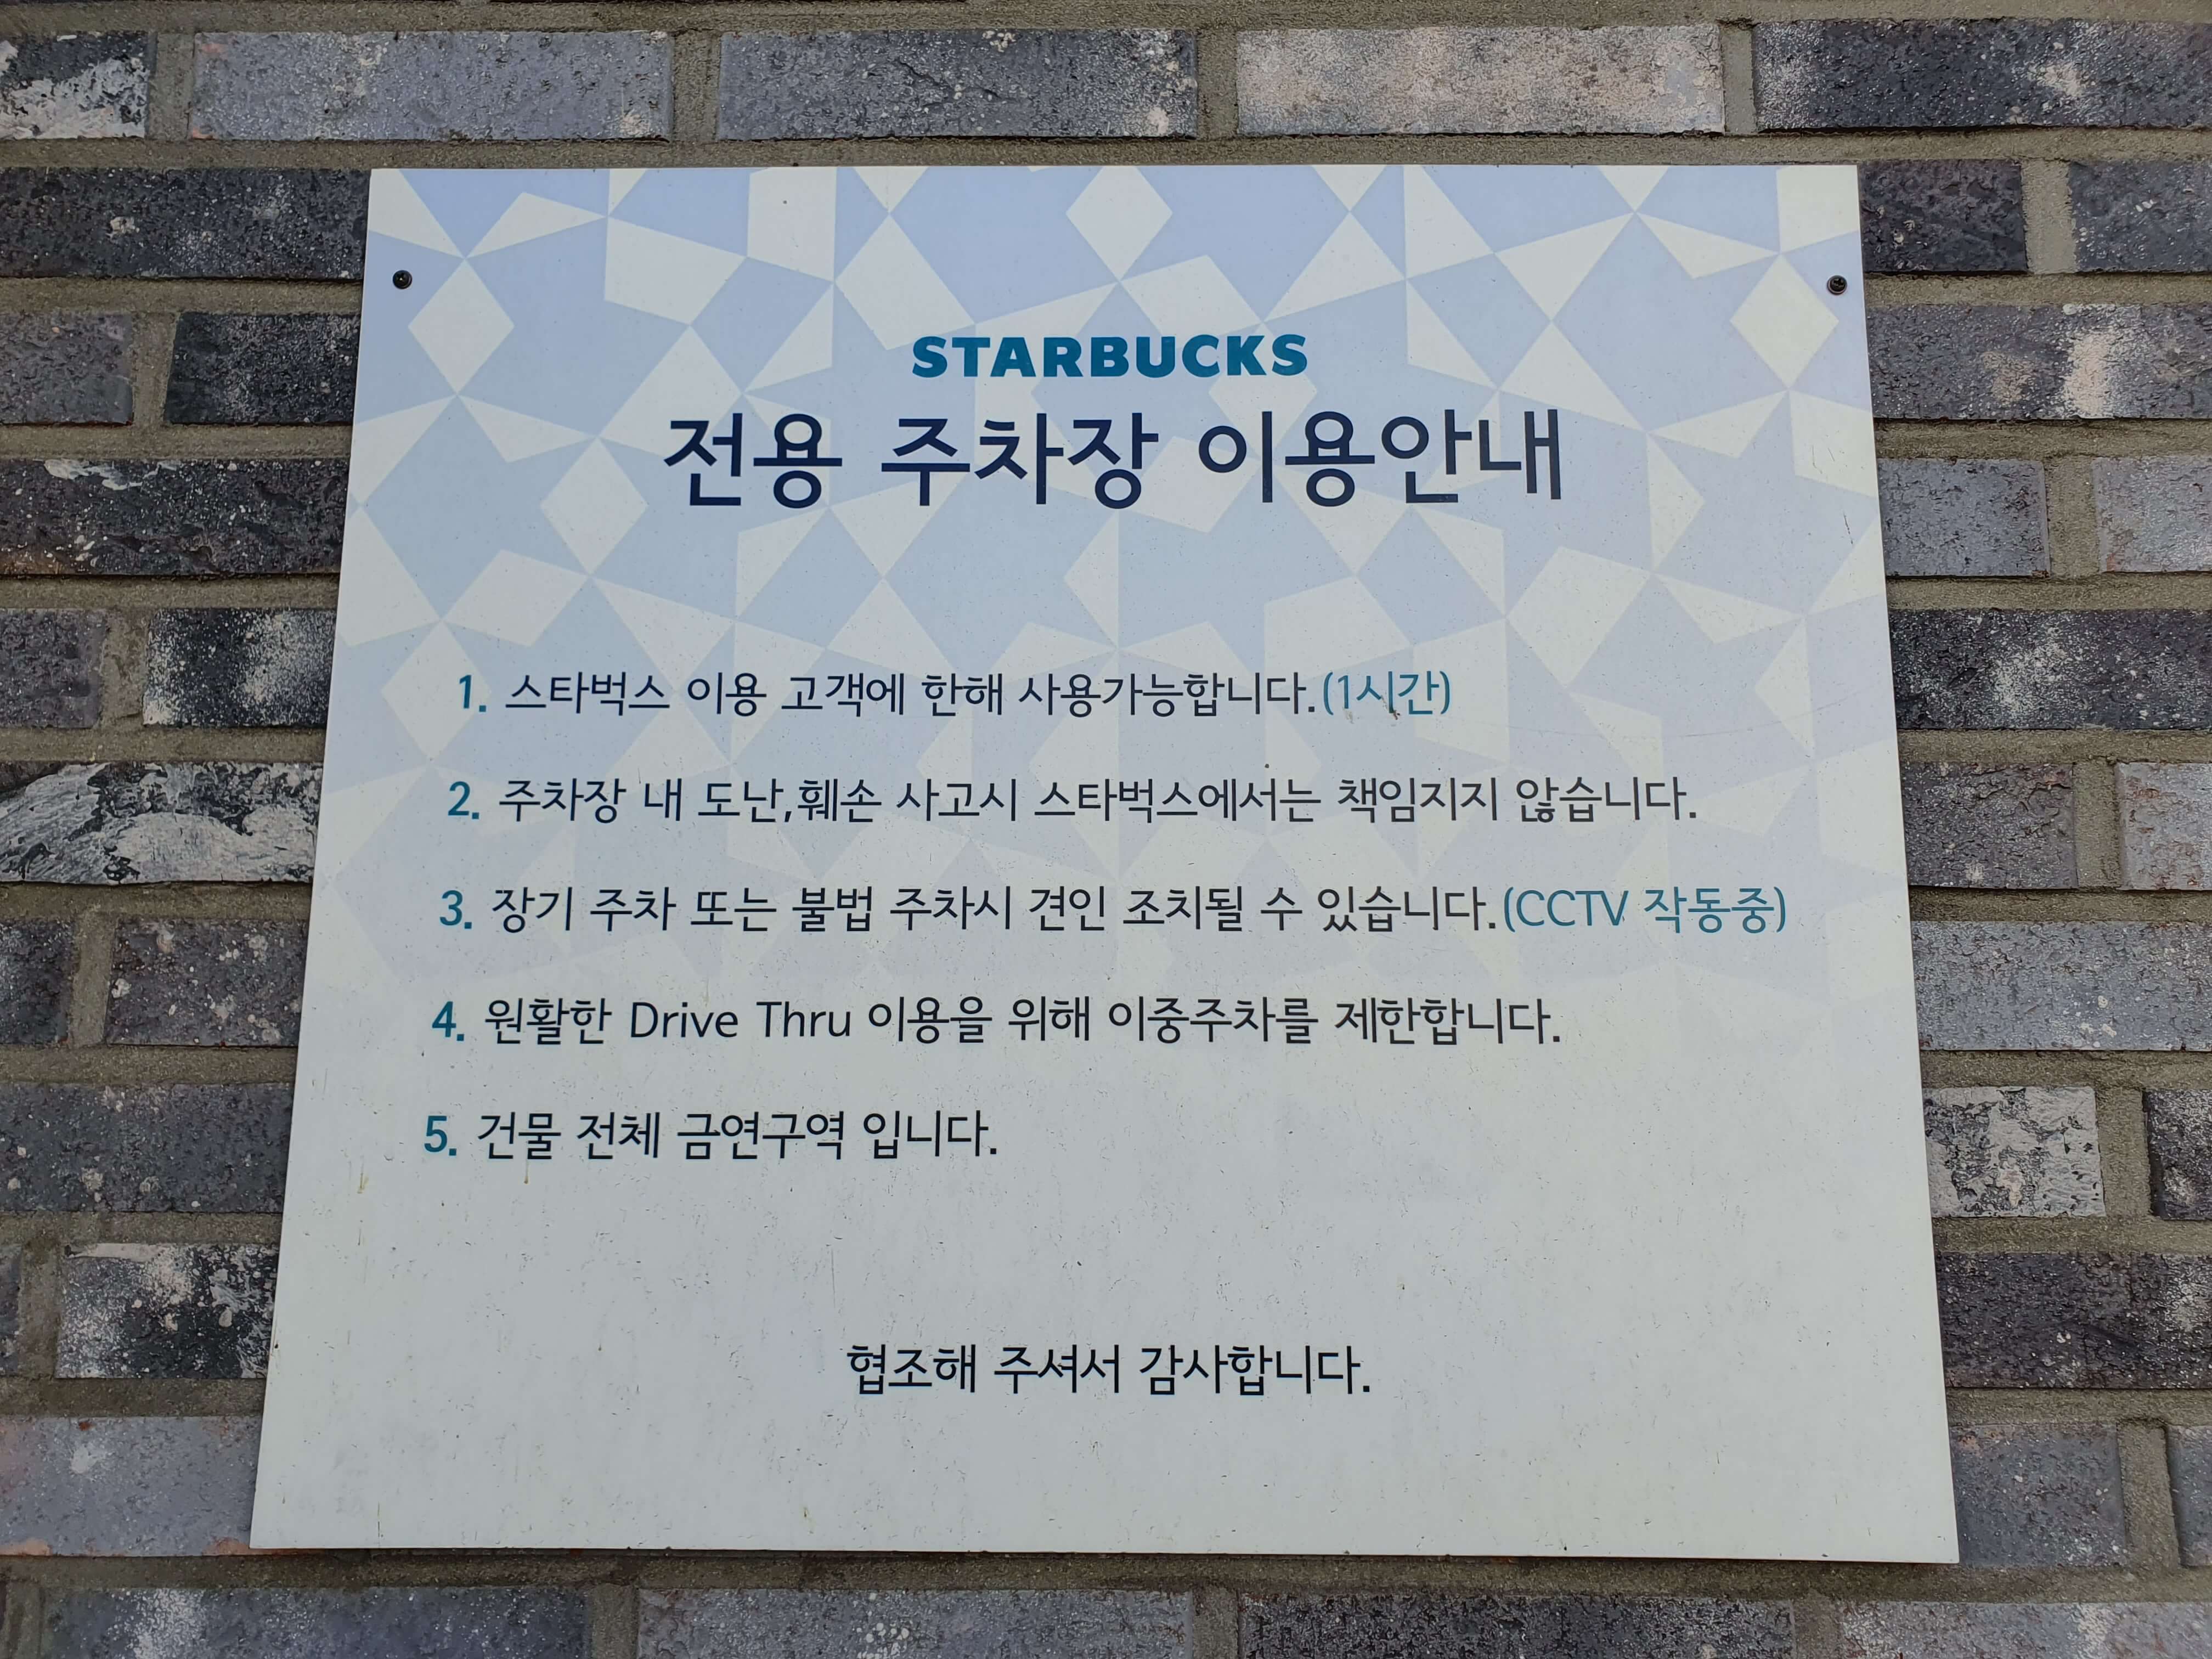 STARBUCKS
전용 주차장 이용안내
1. 스타벅스 이용 고객에 한해 사용가능합니다.(1시간)
2. 주차장 내 도난,훼손 사고시 스타벅스에서는 책임지지 않습니다.
3. 장기 주차 또는 불법 주차시 견인 조치될 수 있습니다.(CCTV 작동중)
4. 원활한 Drive Thru 이용을 위해 이중주차를 제한합니다.
5. 건물 전체 금연구역 입니다.
협조해 주셔서 감사합니다.